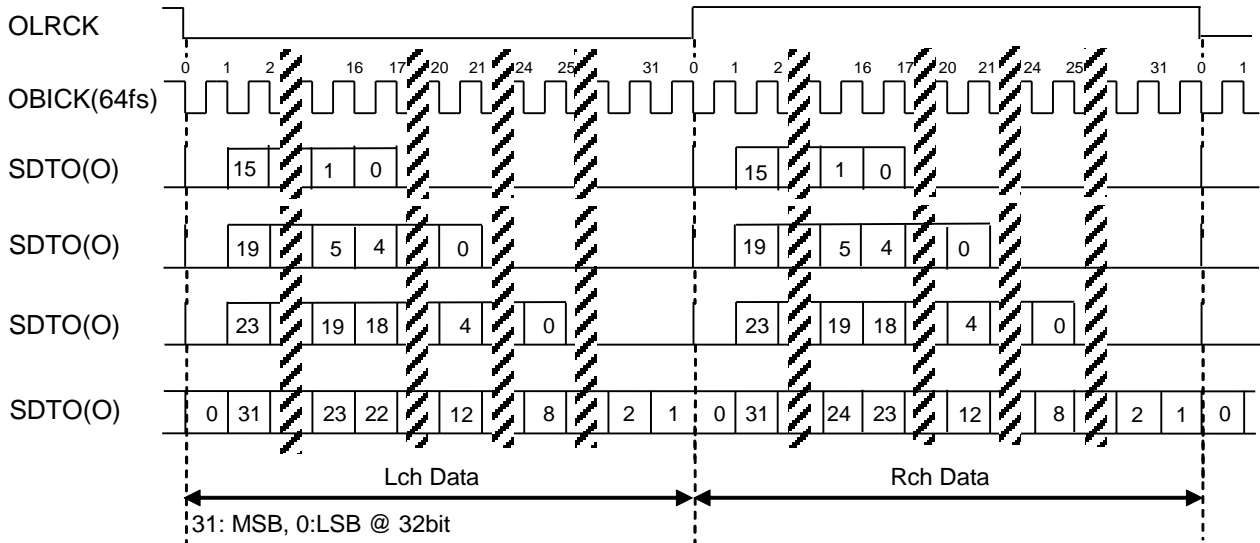 OLRCK
0 1 2 16 17 20 21 24 25 31 0 1 2 16 17 20 21 24 25 31 0 1
OBICK(64fs)
SDTO(O) 15 1 0 15 1 0
SDTO(O) 19 5 4 0 19 5 4 0
SDTO(O) 23 19 18 4 0 23 19 18 4 0
SDTO(O) 0 31 23 22 12 8 2 1 0 31 24 23 12 8 2 1 0
Lch Data Rch Data
31: MSB, 0:LSB @ 32bit